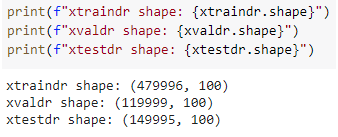 print(f"xtraindr shape: {xtraindr.shape}")
print(f"xvaldr shape: {xvaldr.shape}")
print(f"xtestdr shape: {xtestdr.shape}")
xtraindr shape: (479996, 100)
xvaldr shape: (119999, 100)
xtestdr shape: (149995, 100)